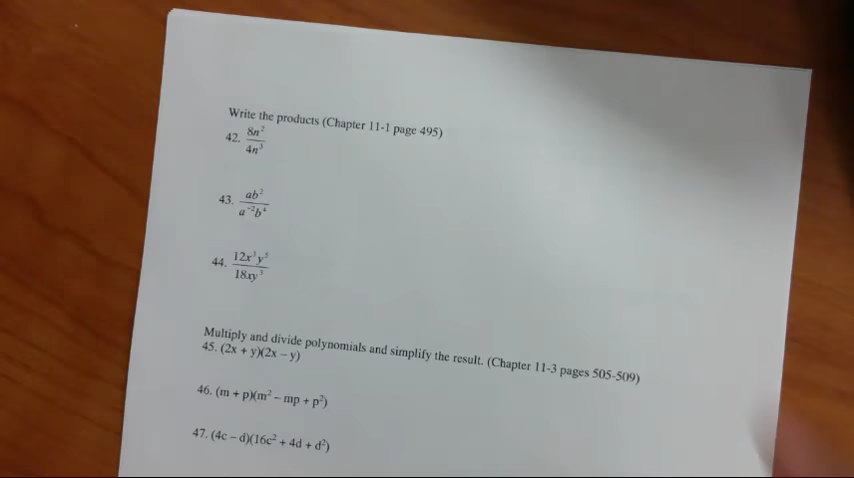 Write the products (Chapter 11-1 page 495)
42. 8n² / 4n³
43. ab² / a⁻²b⁴
44. 12x³y² / 18xy³
Multiply and divide polynomials and simplify the result. (Chapter 11-3 pages 505-509)
45. (2x + y)(2x – y)
46. (m + p)(m² – mp + p²)
47. (4c – d)(16c² + 4d + d²)